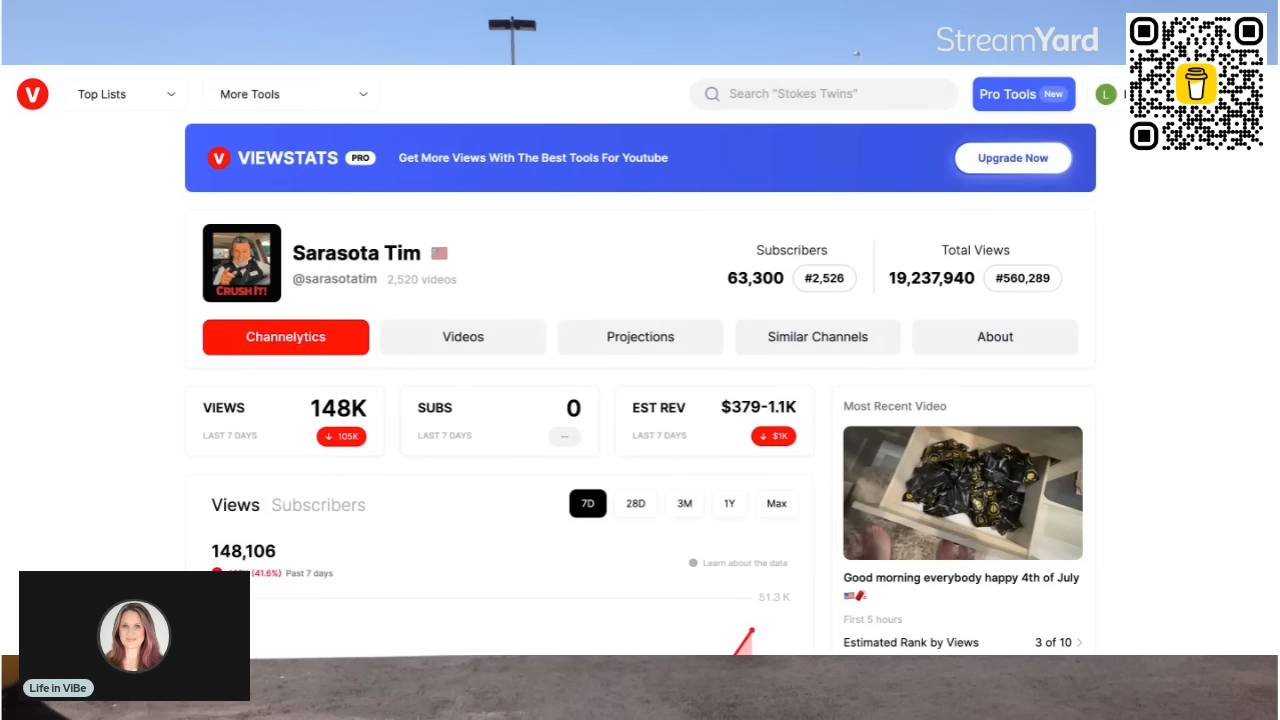 StreamYard
V
Top Lists
More Tools
Search "Stokes Twins"
Pro Tools New
L
V VIEWSTATS PRO
Get More Views With The Best Tools For Youtube
Upgrade Now
CRUSH IT!
Sarasota Tim
@sarasotatim 2,520 videos
Subscribers
63,300 #2,526
Total Views
19,237,940 #560,289
Channelytics
Videos
Projections
Similar Channels
About
VIEWS 148K
LAST 7 DAYS 105K
SUBS 0
LAST 7 DAYS --
EST REV $379-1.1K
LAST 7 DAYS $1K
Views Subscribers
7D 28D 3M 1Y Max
148,106
(41.6%) Past 7 days
Learn about the data
51.3 K
Most Recent Video
Good morning everybody happy 4th of July
🇺🇸🧨
First 5 hours
Estimated Rank by Views 3 of 10
Life in ViBe